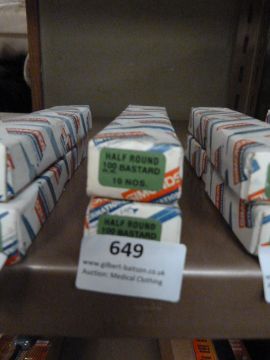 HALF ROUND
100 BASTARD
10 NOS.
HALF ROUND
100 BASTARD
649
www.gilbert-baitson.co.uk
Auction: Medical Clothing